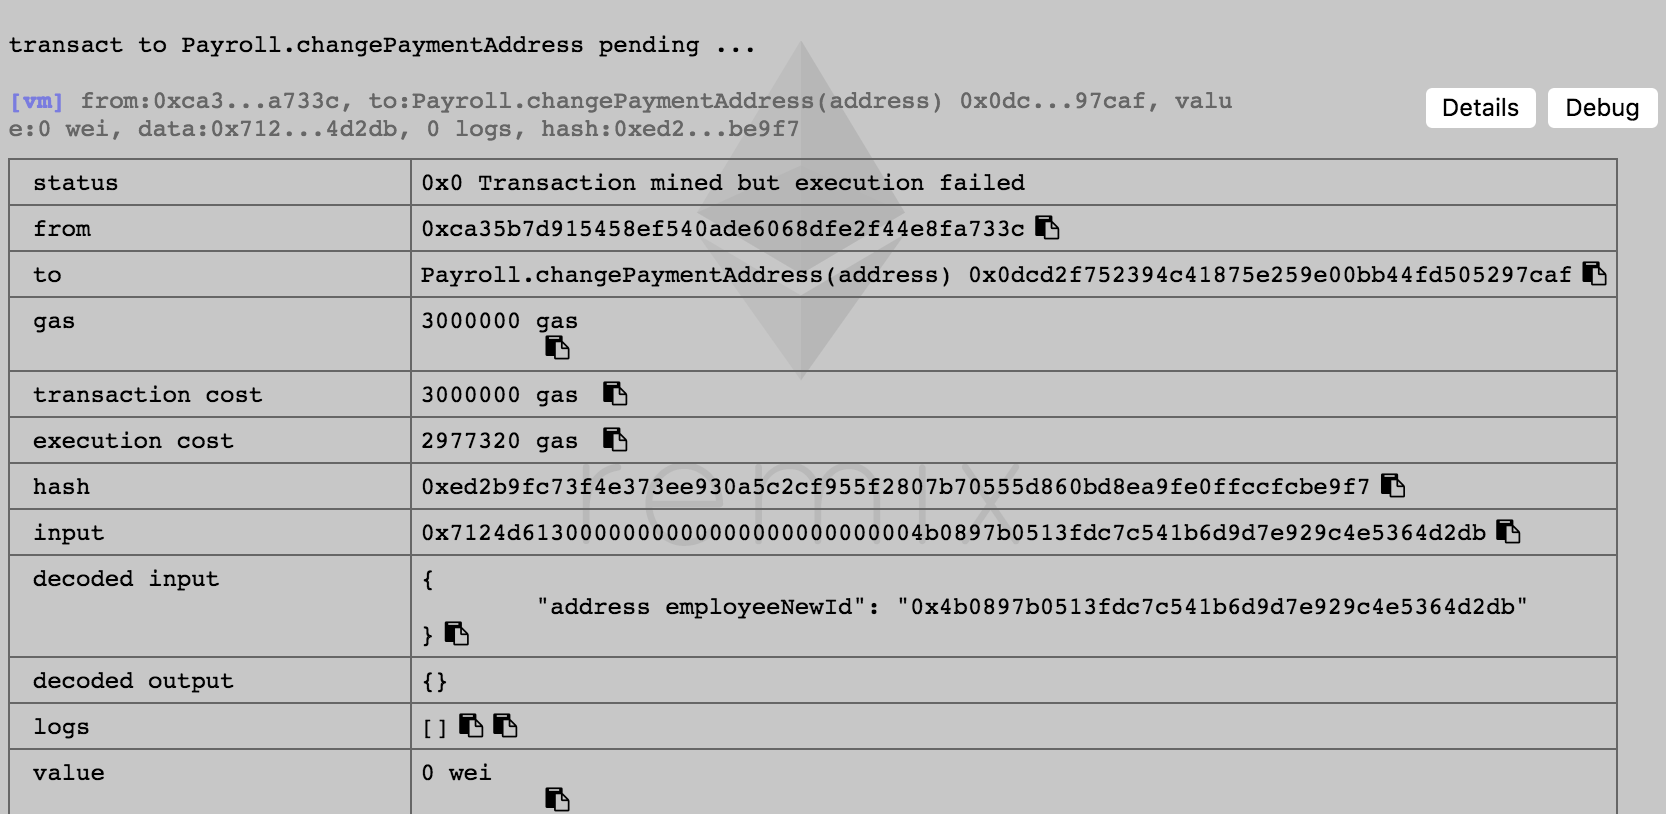 transact to Payroll.changePaymentAddress pending ...
[vm] from:0xca3...a733c, to:Payroll.changePaymentAddress(address) 0x0dc...97caf, valu
e:0 wei, data:0x712...4d2db, 0 logs, hash:0xed2...be9f7
Details Debug
status 0x0 Transaction mined but execution failed
from 0xca35b7d915458ef540ade6068dfe2f44e8fa733c
to Payroll.changePaymentAddress(address) 0x0dcd2f752394c41875e259e00bb44fd505297caf
gas 3000000 gas
transaction cost 3000000 gas
execution cost 2977320 gas
hash 0xed2b9fc73f4e373ee930a5c2cf955f2807b70555d860bd8ea9fe0ffccfcbe9f7
remix
input 0x7124d6130000000000000000000000004b0897b0513fdc7c541b6d9d7e929c4e5364d2db
decoded input {
"address employeeNewId": "0x4b0897b0513fdc7c541b6d9d7e929c4e5364d2db"
}
decoded output {}
logs []
value 0 wei